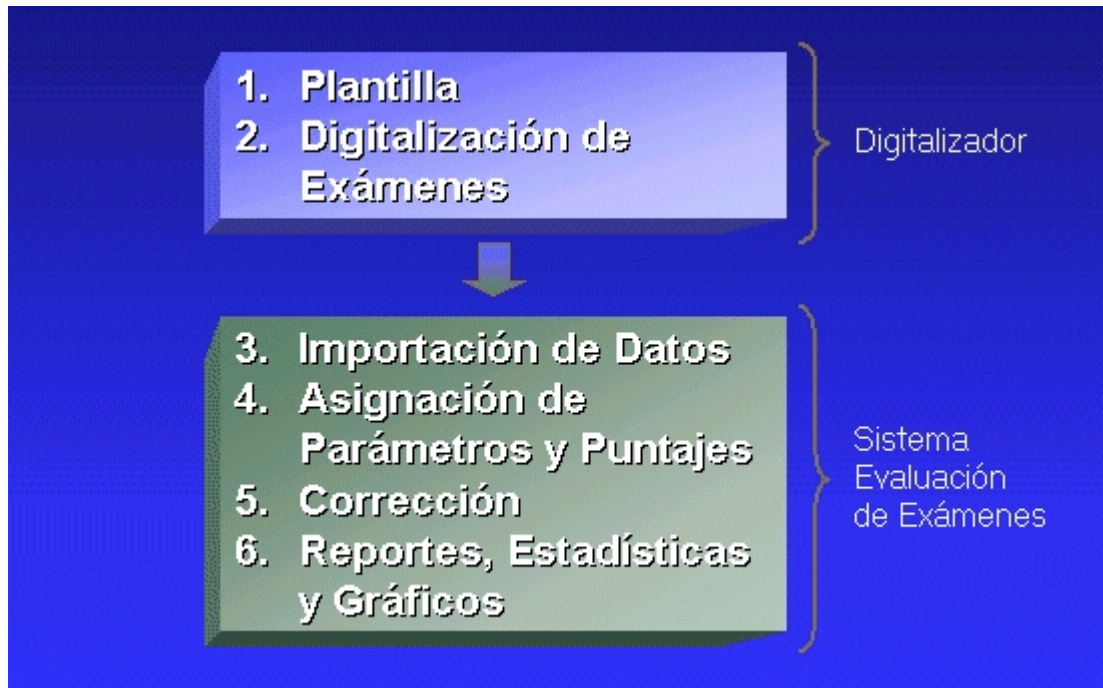 1. Plantilla
2. Digitalización de
Exámenes
Digitalizador
3. Importación de Datos
4. Asignación de
Parámetros y Puntajes
5. Corrección
6. Reportes, Estadísticas
y Gráficos
Sistema
Evaluación
de Exámenes